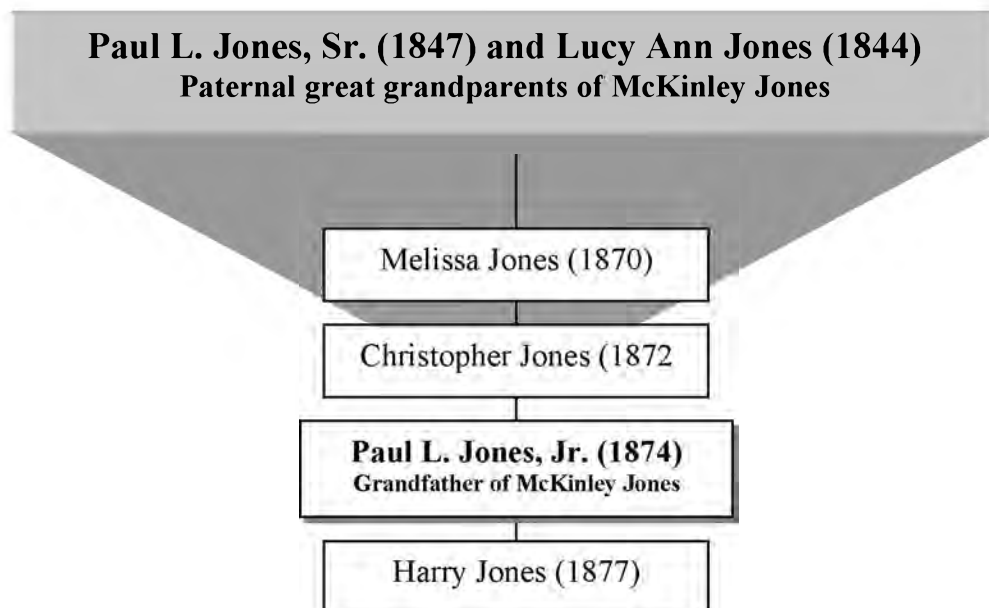 Paul L. Jones, Sr. (1847) and Lucy Ann Jones (1844)
Paternal great grandparents of McKinley Jones
Melissa Jones (1870)
Christopher Jones (1872
Paul L. Jones, Jr. (1874)
Grandfather of McKinley Jones
Harry Jones (1877)